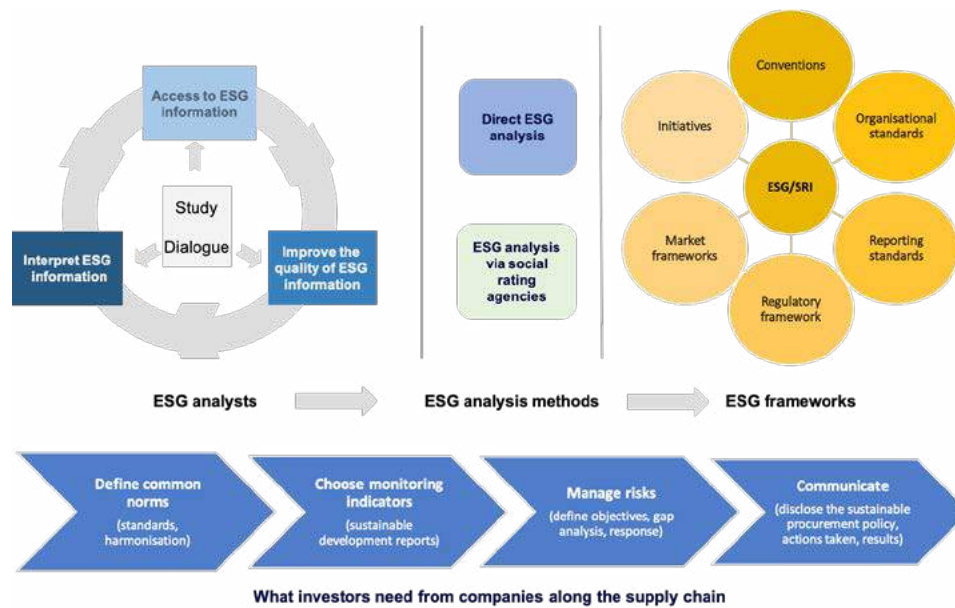 Access to ESG
information
Study
Dialogue
Interpret ESG
information
Improve the
quality of ESG
information
Direct ESG
analysis
ESG analysis
via social
rating
agencies
Conventions
Initiatives
Organisational
standards
ESG/SRI
Market
frameworks
Reporting
standards
Regulatory
framework
ESG analysts
ESG analysis methods
ESG frameworks
Define common
norms
(standards,
harmonisation)
Choose monitoring
indicators
(sustainable
development reports)
Manage risks
(define objectives, gap
analysis, response)
Communicate
(disclose the sustainable
procurement policy,
actions taken, results)
What investors need from companies along the supply chain